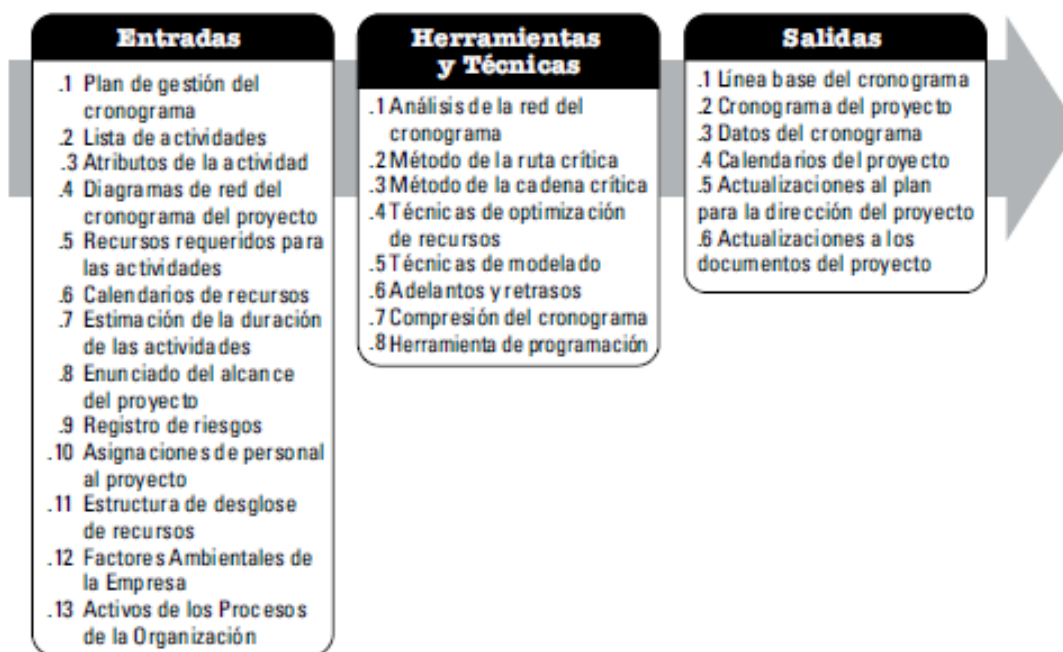 Entradas
.1 Plan de gestión del
cronograma
.2 Lista de actividades
.3 Atributos de la actividad
.4 Diagramas de red del
cronograma del proyecto
.5 Recursos requeridos para
las actividades
.6 Calendarios de recursos
.7 Estimación de la duración
de las actividades
.8 Enunciado del alcance
del proyecto
.9 Registro de riesgos
.10 Asignaciones de personal
al proyecto
.11 Estructura de desglose
de recursos
.12 Factores Ambientales de
la Empresa
.13 Activos de los Procesos
de la Organización
Herramientas
y Técnicas
.1 Análisis de la red del
cronograma
.2 Método de la ruta crítica
.3 Método de la cadena crítica
.4 Técnicas de optimización
de recursos
.5 Técnicas de modelado
.6 Adelantos y retrasos
.7 Compresión del cronograma
.8 Herramienta de programación
Salidas
.1 Línea base del cronograma
.2 Cronograma del proyecto
.3 Datos del cronograma
.4 Calendarios del proyecto
.5 Actualizaciones al plan
para la dirección del proyecto
.6 Actualizaciones a los
documentos del proyecto